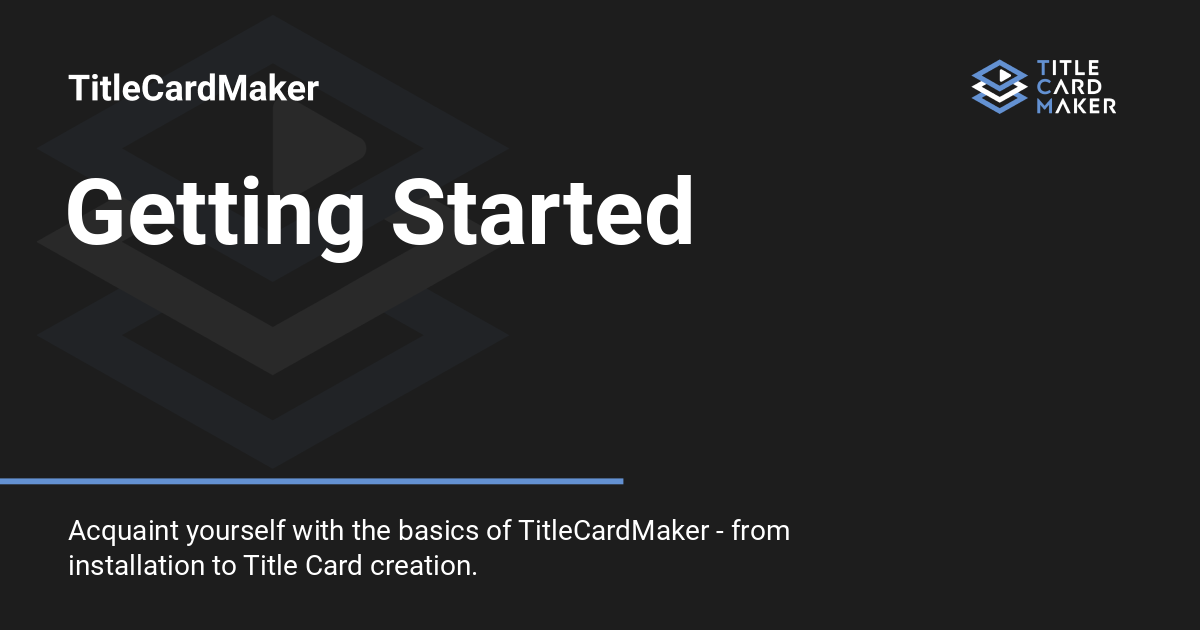 TitleCardMaker
TITLE
CARD
MAKER
Getting Started
Acquaint yourself with the basics of TitleCardMaker - from
installation to Title Card creation.